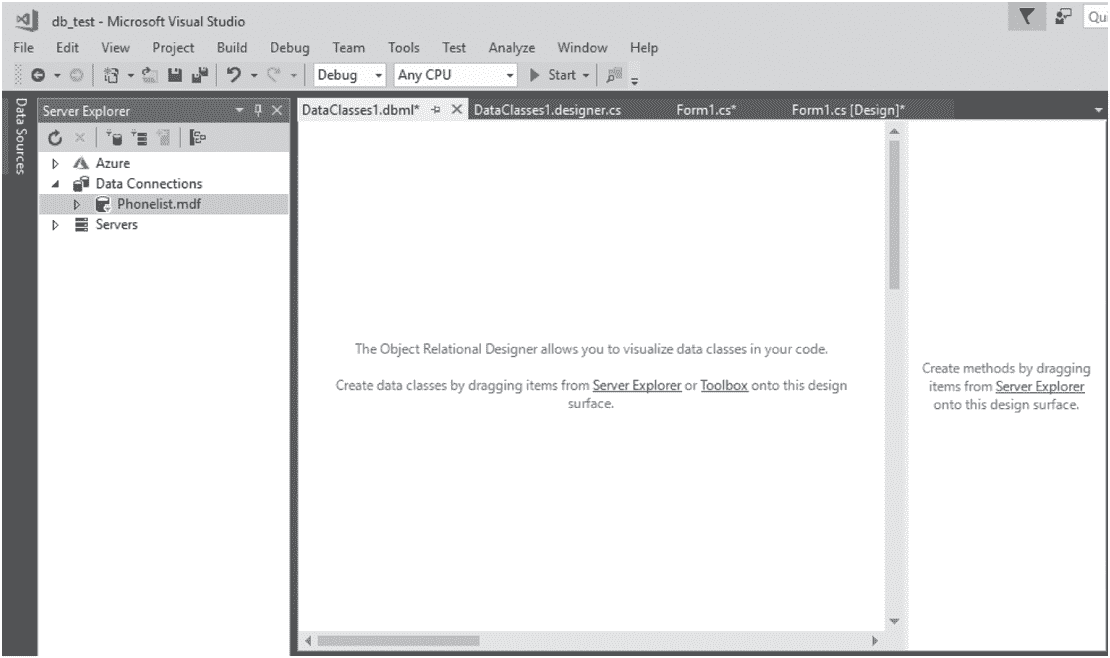 db_test - Microsoft Visual Studio
Qui
File Edit View Project Build Debug Team Tools Test Analyze Window Help
Debug Any CPU Start
Data Sources
Server Explorer
DataClasses1.dbml* DataClasses1.designer.cs Form1.cs* Form1.cs [Design]*
Azure
Data Connections
Phonelist.mdf
Servers
The Object Relational Designer allows you to visualize data classes in your code.
Create data classes by dragging items from Server Explorer or Toolbox onto this design
surface.
Create methods by dragging
items from Server Explorer
onto this design surface.